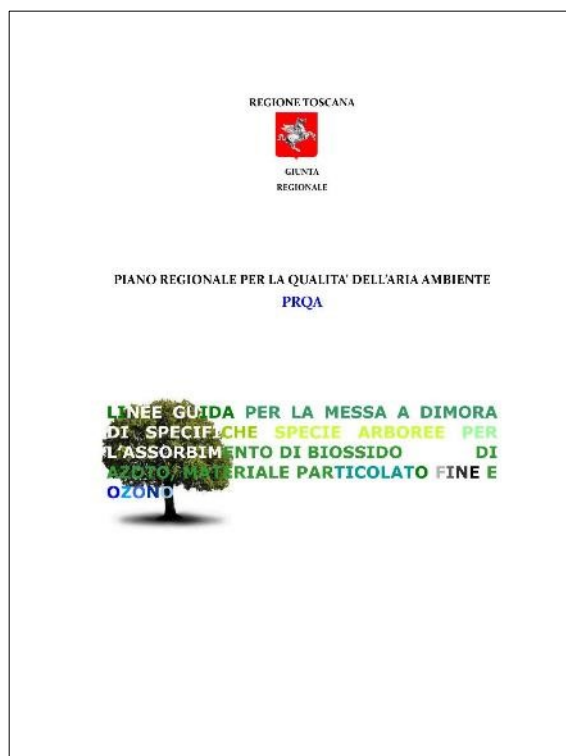 REGIONE TOSCANA
GIUNTA
REGIONALE
PIANO REGIONALE PER LA QUALITA' DELL'ARIA AMBIENTE
PRQA
LINEE GUIDA PER LA MESSA A DIMORA
DI SPECIFICHE SPECIE ARBOREE PER
L'ASSORBIMENTO DI BIOSSIDO DI
AZOTO, MATERIALE PARTICOLATO FINE E
OZONO